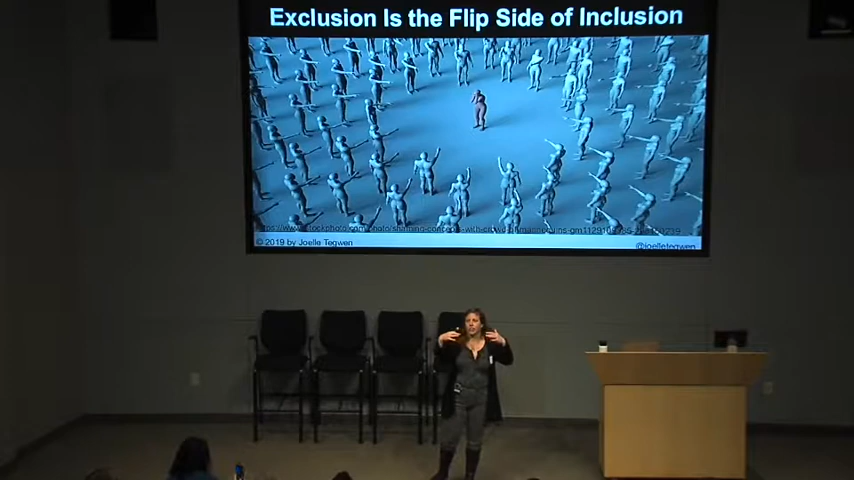 Exclusion Is the Flip Side of Inclusion
© 2019 by Joelle Tegwen
@joelletegwen